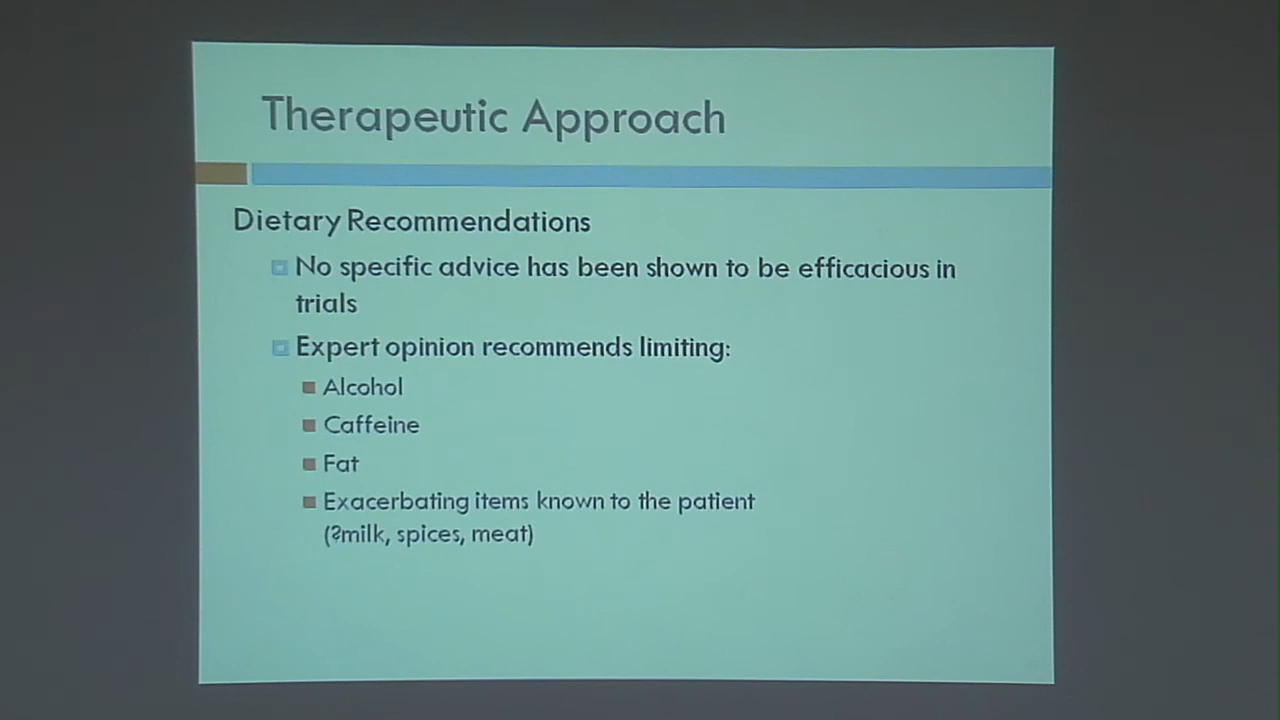 Therapeutic Approach
Dietary Recommendations
No specific advice has been shown to be efficacious in
trials
Expert opinion recommends limiting:
Alcohol
Caffeine
Fat
Exacerbating items known to the patient
(?milk, spices, meat)